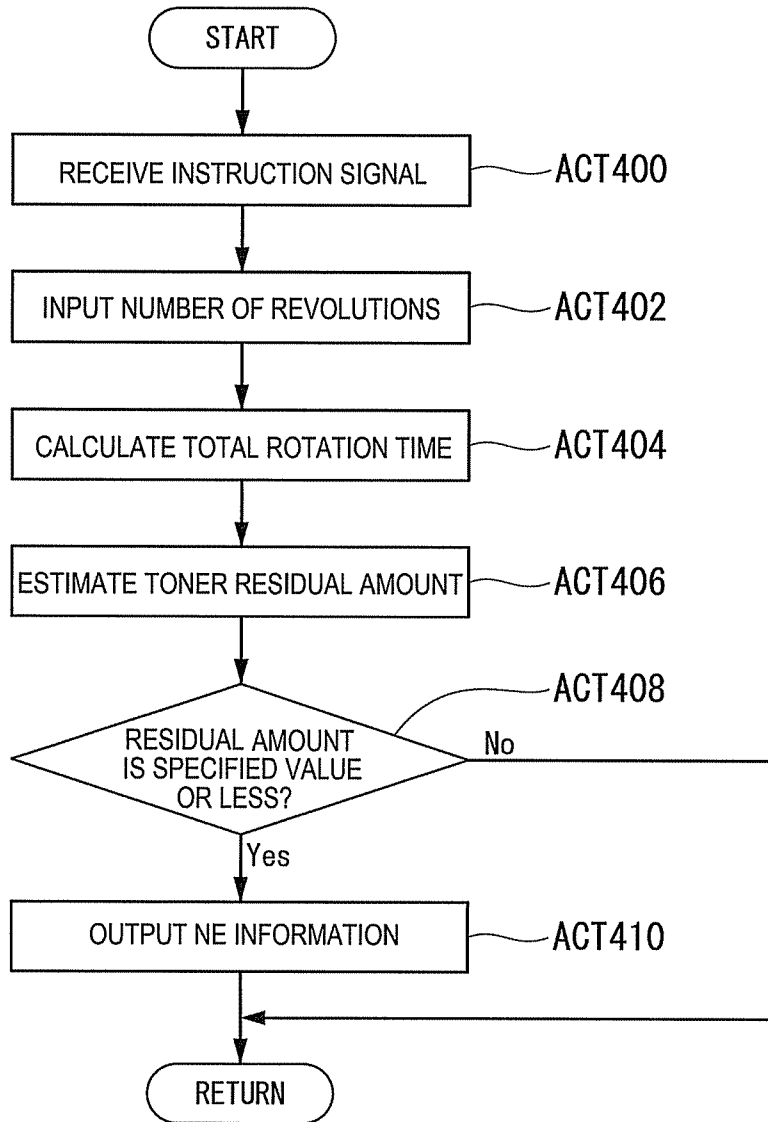 START
RECEIVE INSTRUCTION SIGNAL
ACT400
INPUT NUMBER OF REVOLUTIONS
ACT402
CALCULATE TOTAL ROTATION TIME
ACT404
ESTIMATE TONER RESIDUAL AMOUNT
ACT406
ACT408
RESIDUAL AMOUNT
IS SPECIFIED VALUE
OR LESS?
No
Yes
OUTPUT NE INFORMATION
ACT410
RETURN